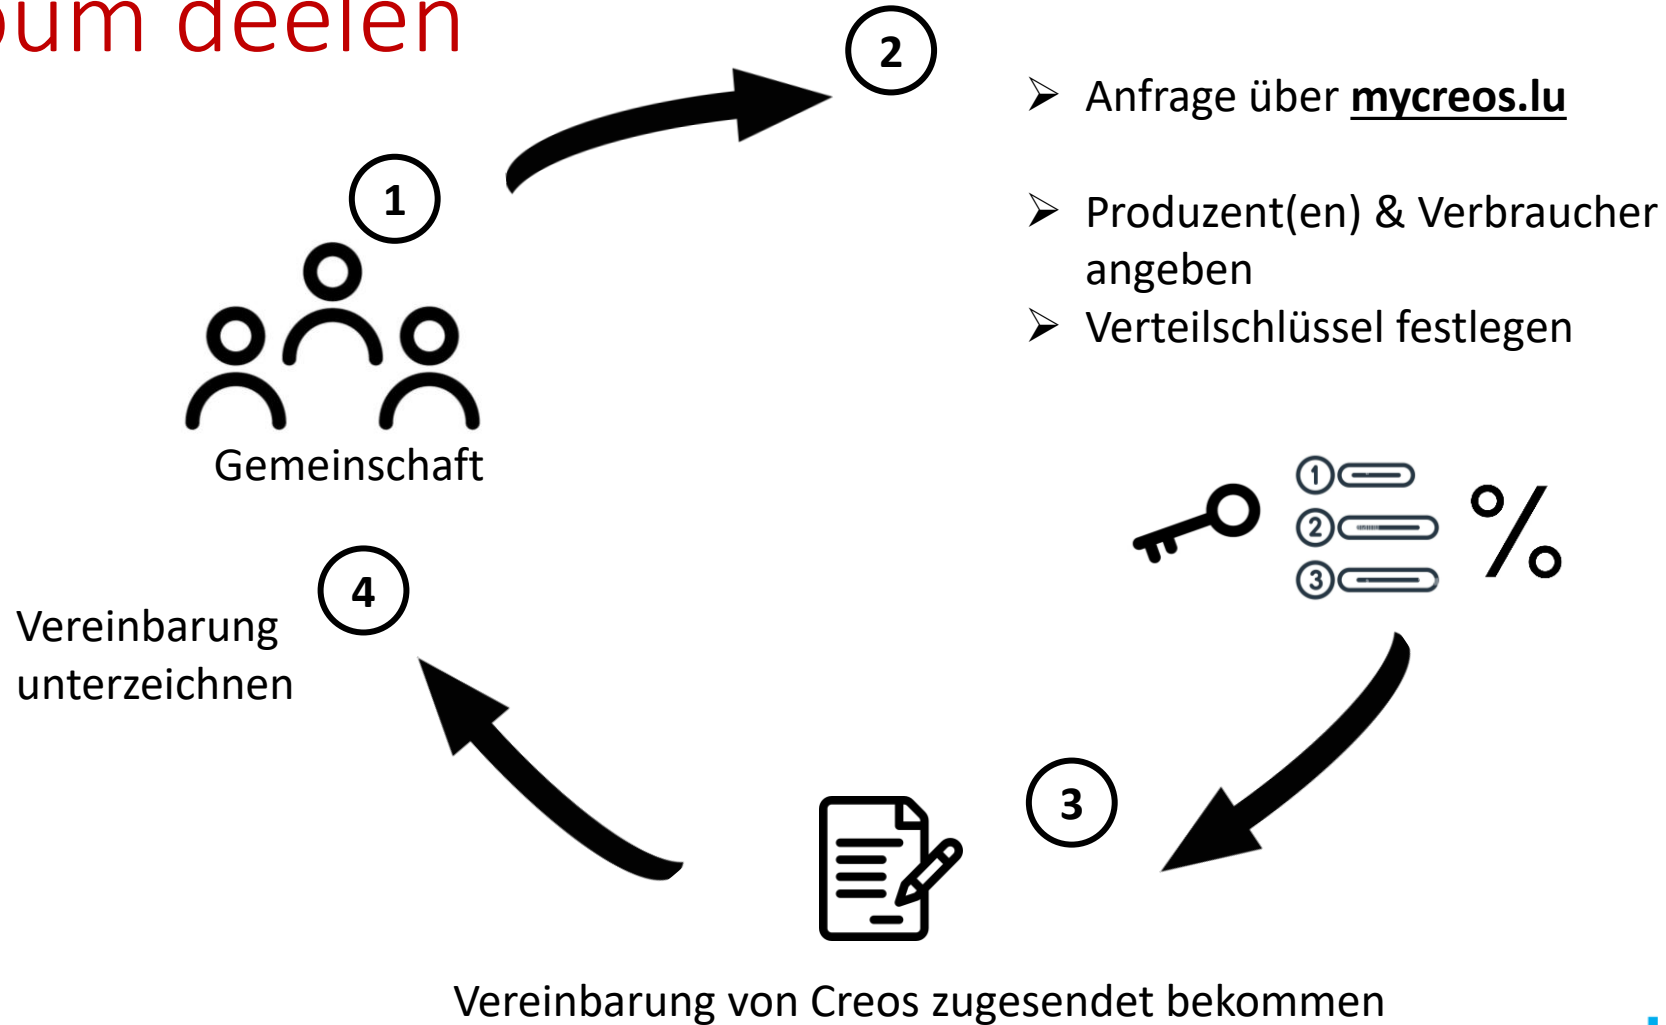 deelen
2
➢ Anfrage über mycreos.lu
1
➢ Produzent(en) & Verbraucher
angeben
➢ Verteilschlüssel festlegen
Gemeinschaft
1
2
%
3
4
Vereinbarung
unterzeichnen
3
Vereinbarung von Creos zugesendet bekommen